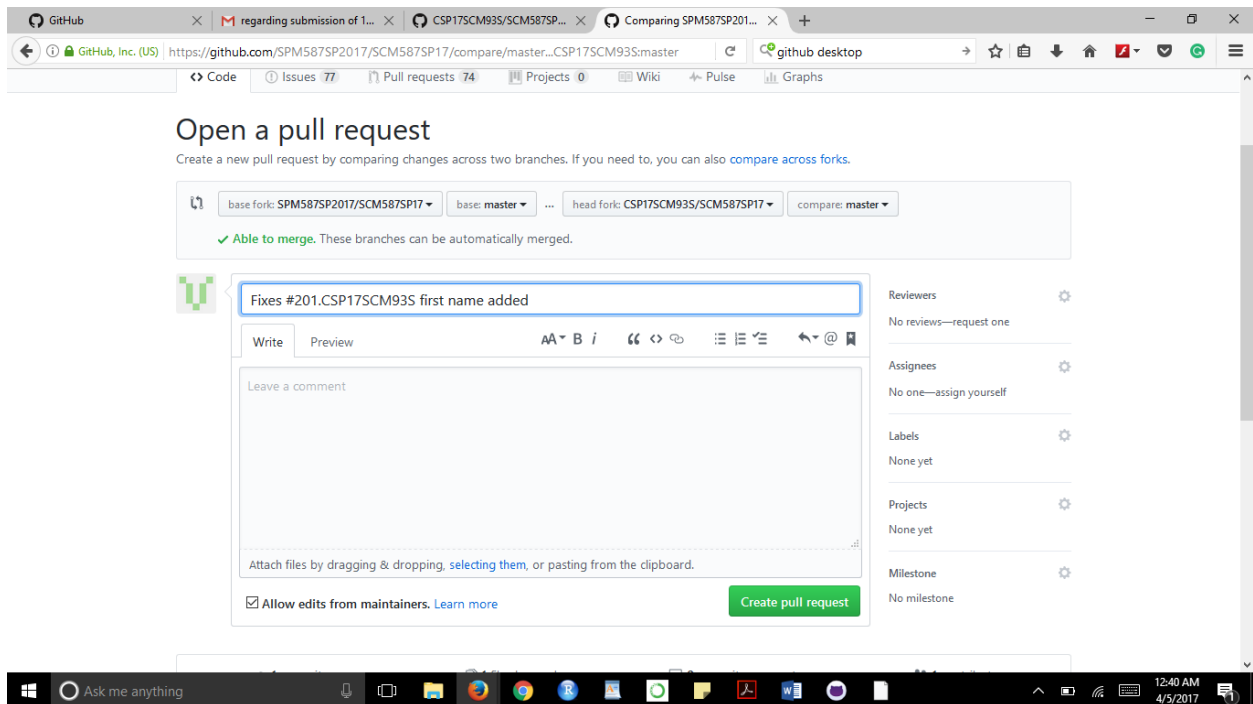 GitHub
regarding submission of 1...
CSP17SCM93S/SCM587SP...
Comparing SPM587SP201...
GitHub, Inc. (US)
https://github.com/SPM587SP2017/SCM587SP17/compare/master...CSP17SCM93S:master
github desktop
Code
Issues 77
Pull requests 74
Projects 0
Wiki
Pulse
Graphs
Open a pull request
Create a new pull request by comparing changes across two branches. If you need to, you can also compare across forks.
base fork: SPM587SP2017/SCM587SP17
base: master
...
head fork: CSP17SCM93S/SCM587SP17
compare: master
Able to merge. These branches can be automatically merged.
Fixes #201.CSP17SCM93S first name added
Write
Preview
AA
B
i
Leave a comment
Attach files by dragging & dropping, selecting them, or pasting from the clipboard.
Allow edits from maintainers. Learn more
Create pull request
Reviewers
No reviews—request one
Assignees
No one—assign yourself
Labels
None yet
Projects
None yet
Milestone
No milestone
Ask me anything
12:40 AM
4/5/2017